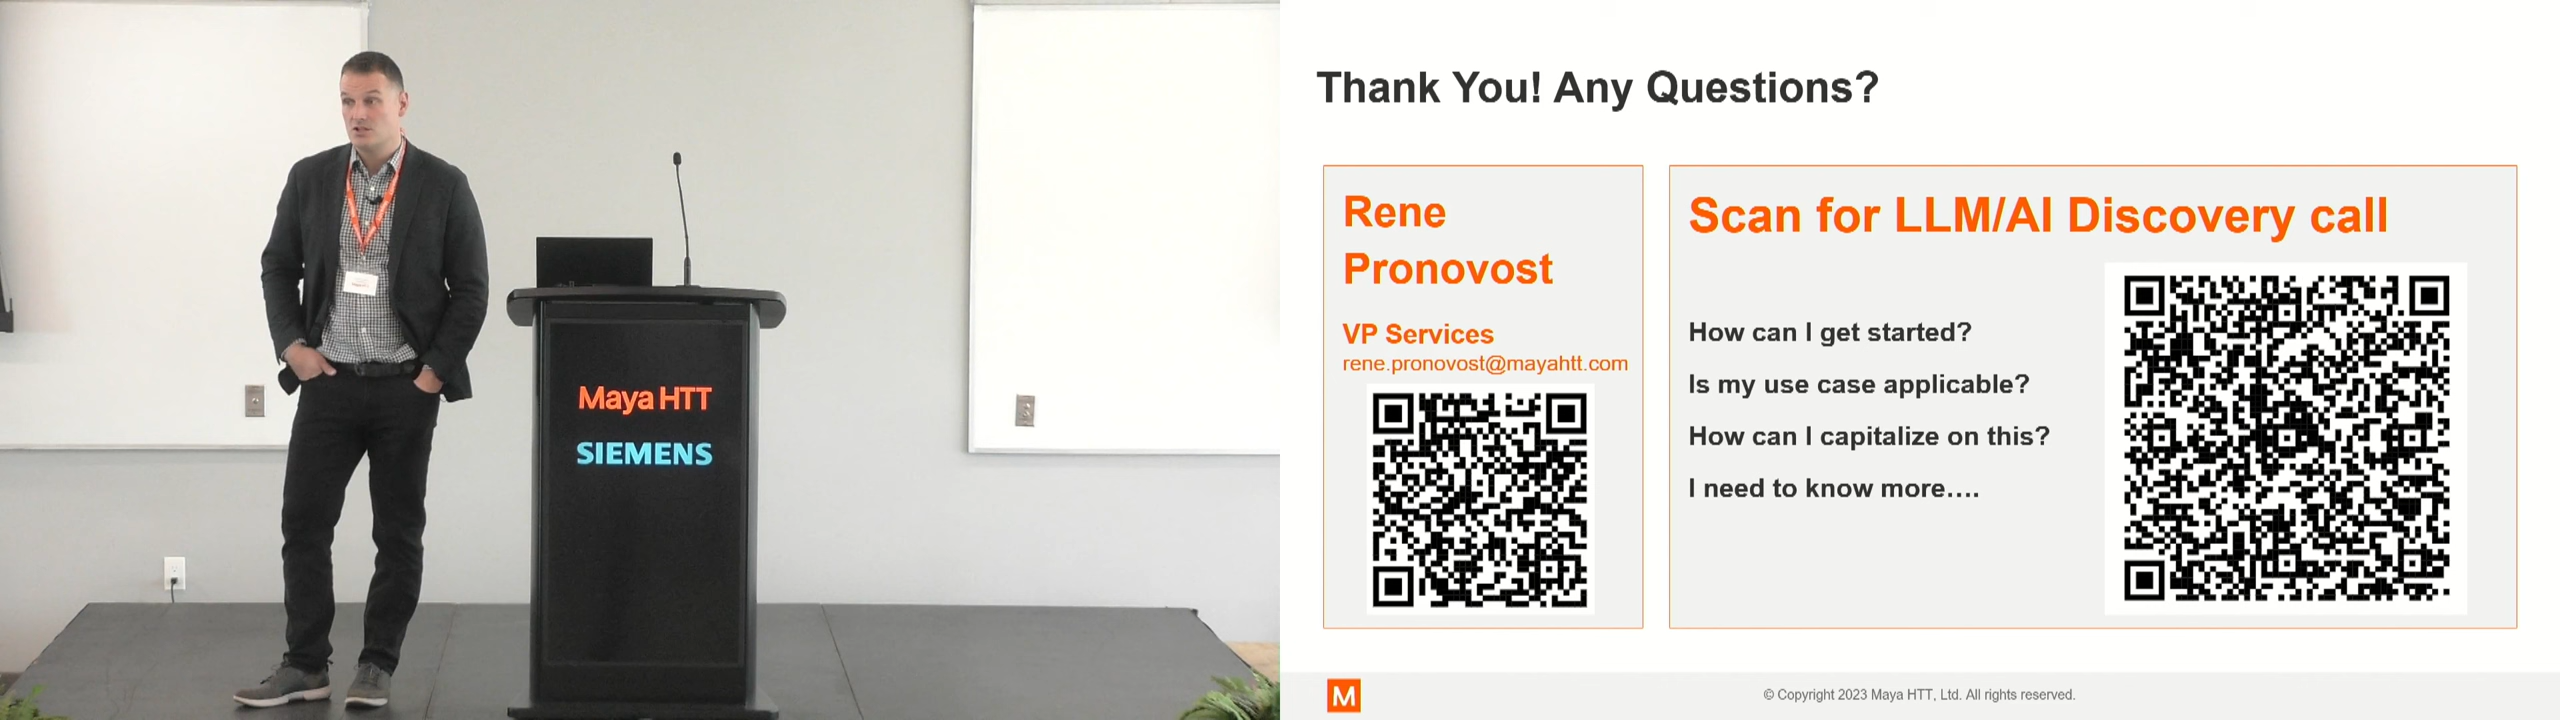 Maya HTT
SIEMENS
Thank You! Any Questions?
Rene
Pronovost
VP Services
rene.pronovost@mayahtt.com
Scan for LLM/AI Discovery call
How can I get started?
Is my use case applicable?
How can I capitalize on this?
I need to know more....
M
© Copyright 2023 Maya HTT, Ltd. All rights reserved.